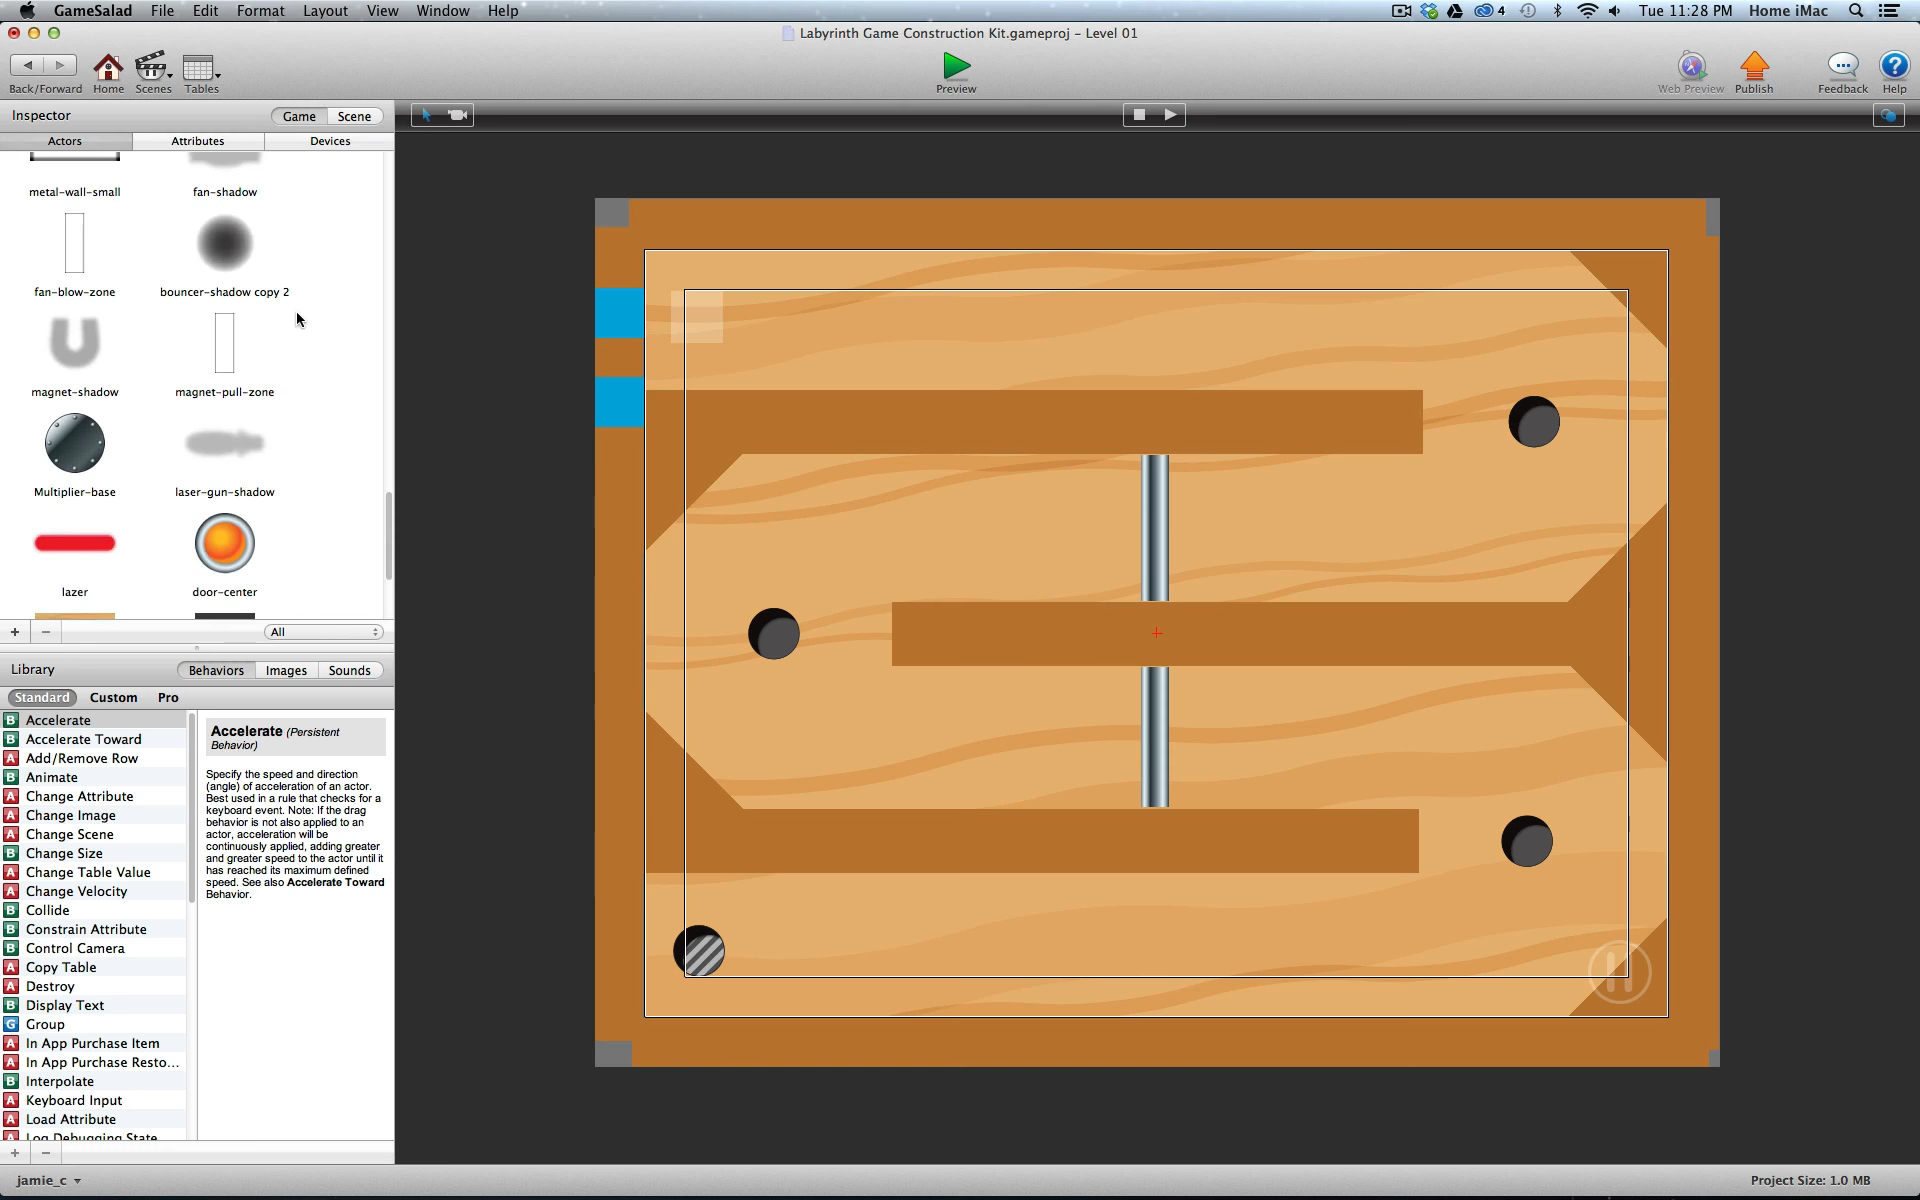 GameSalad File Edit Format Layout View Window Help
4 Tue 11:28 PM Home iMac
Labyrinth Game Construction Kit.gameproj – Level 01
Back/Forward Home Scenes Tables
Preview
Web Preview Publish Feedback Help
Inspector
Game Scene
Actors Attributes Devices
metal-wall-small fan-shadow
fan-blow-zone bouncer-shadow copy 2
magnet-shadow magnet-pull-zone
Multiplier-base laser-gun-shadow
lazer door-center
+ − All
Library
Behaviors Images Sounds
Standard Custom Pro
B Accelerate
B Accelerate Toward
A Add/Remove Row
B Animate
A Change Attribute
A Change Image
A Change Scene
B Change Size
A Change Table Value
A Change Velocity
B Collide
B Constrain Attribute
B Control Camera
A Copy Table
A Destroy
B Display Text
G Group
A In App Purchase Item
A In App Purchase Resto...
B Interpolate
A Keyboard Input
A Load Attribute
A Log Debugging State
Accelerate (Persistent
Behavior)
Specify the speed and direction
(angle) of acceleration of an actor.
Best used in a rule that checks for a
keyboard event. Note: If the drag
behavior is not also applied to an
actor, acceleration will be
continuously applied, adding greater
and greater speed to the actor until it
has reached its maximum defined
speed. See also Accelerate Toward
Behavior.
+ −
jamie_c
Project Size: 1.0 MB